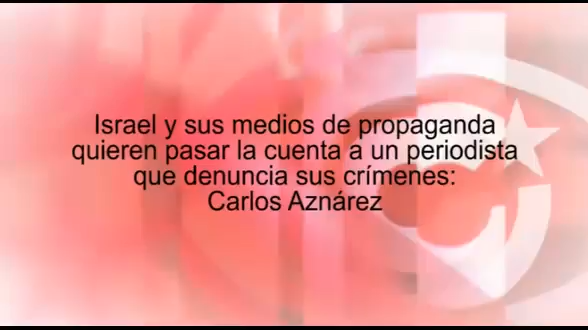 Israel y sus medios de propaganda
quieren pasar la cuenta a un periodista
que denuncia sus crímenes:
Carlos Aznárez